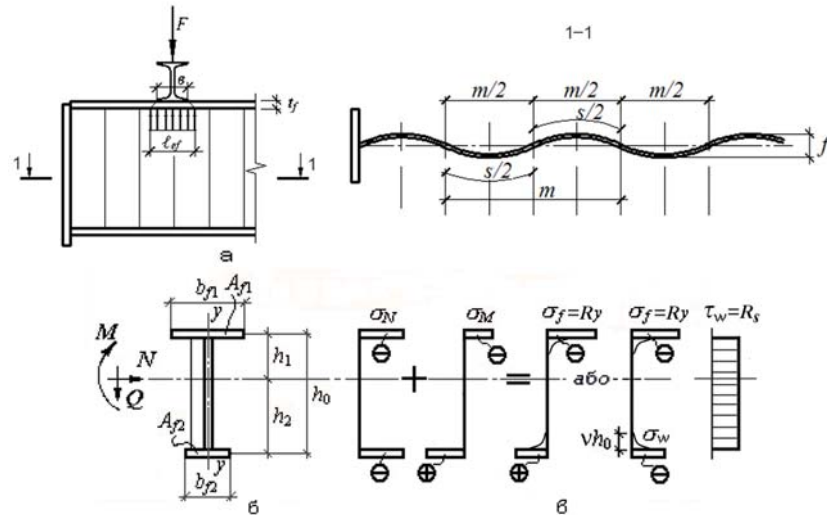 F
в
t_f
ℓ_ef
1
1
а
1–1
m/2
m/2
m/2
s/2
s/2
m
f
b_f1
A_f1
y
M
N
Q
h_1
h_2
h_0
A_f2
y
b_f2
б
σ_N
σ_M
σ_f=Ry
σ_f=Ry
τ_w=R_s
+
=
або
νh_0
σ_w
в